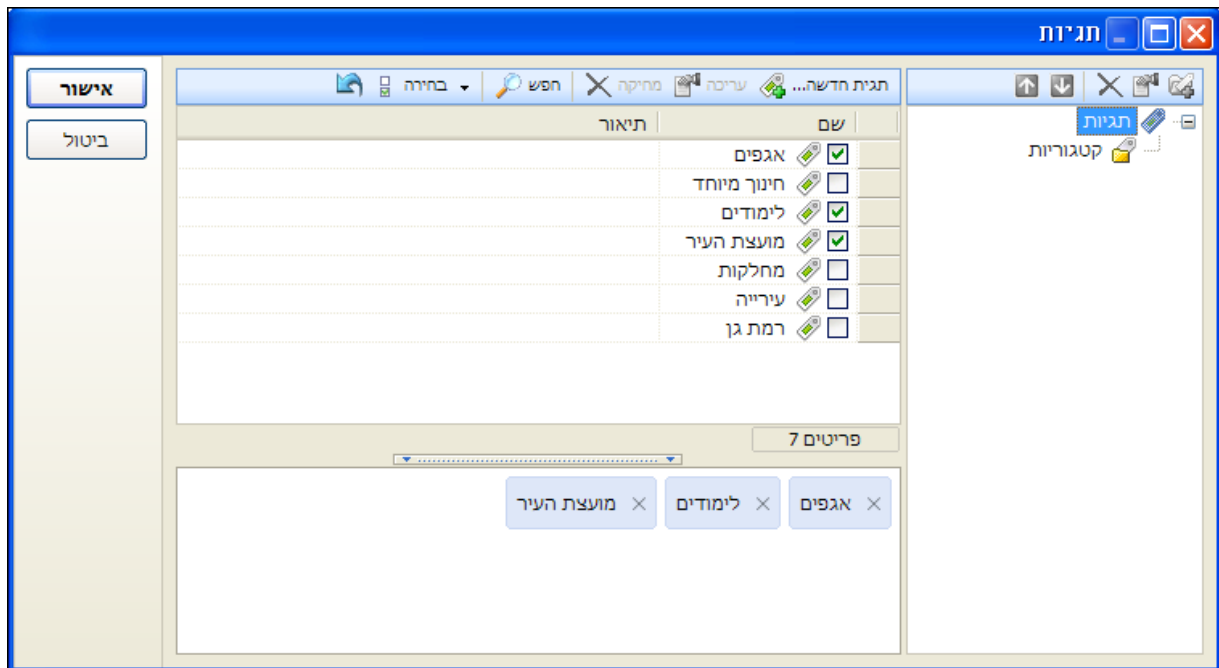 תגיות
תגיות
קטגוריות
תגית חדשה... עריכה מחיקה חפש בחירה
שם תיאור
אגפים
חינוך מיוחד
לימודים
מועצת העיר
מחלקות
עירייה
רמת גן
7 פריטים
אגפים לימודים מועצת העיר
אישור
ביטול